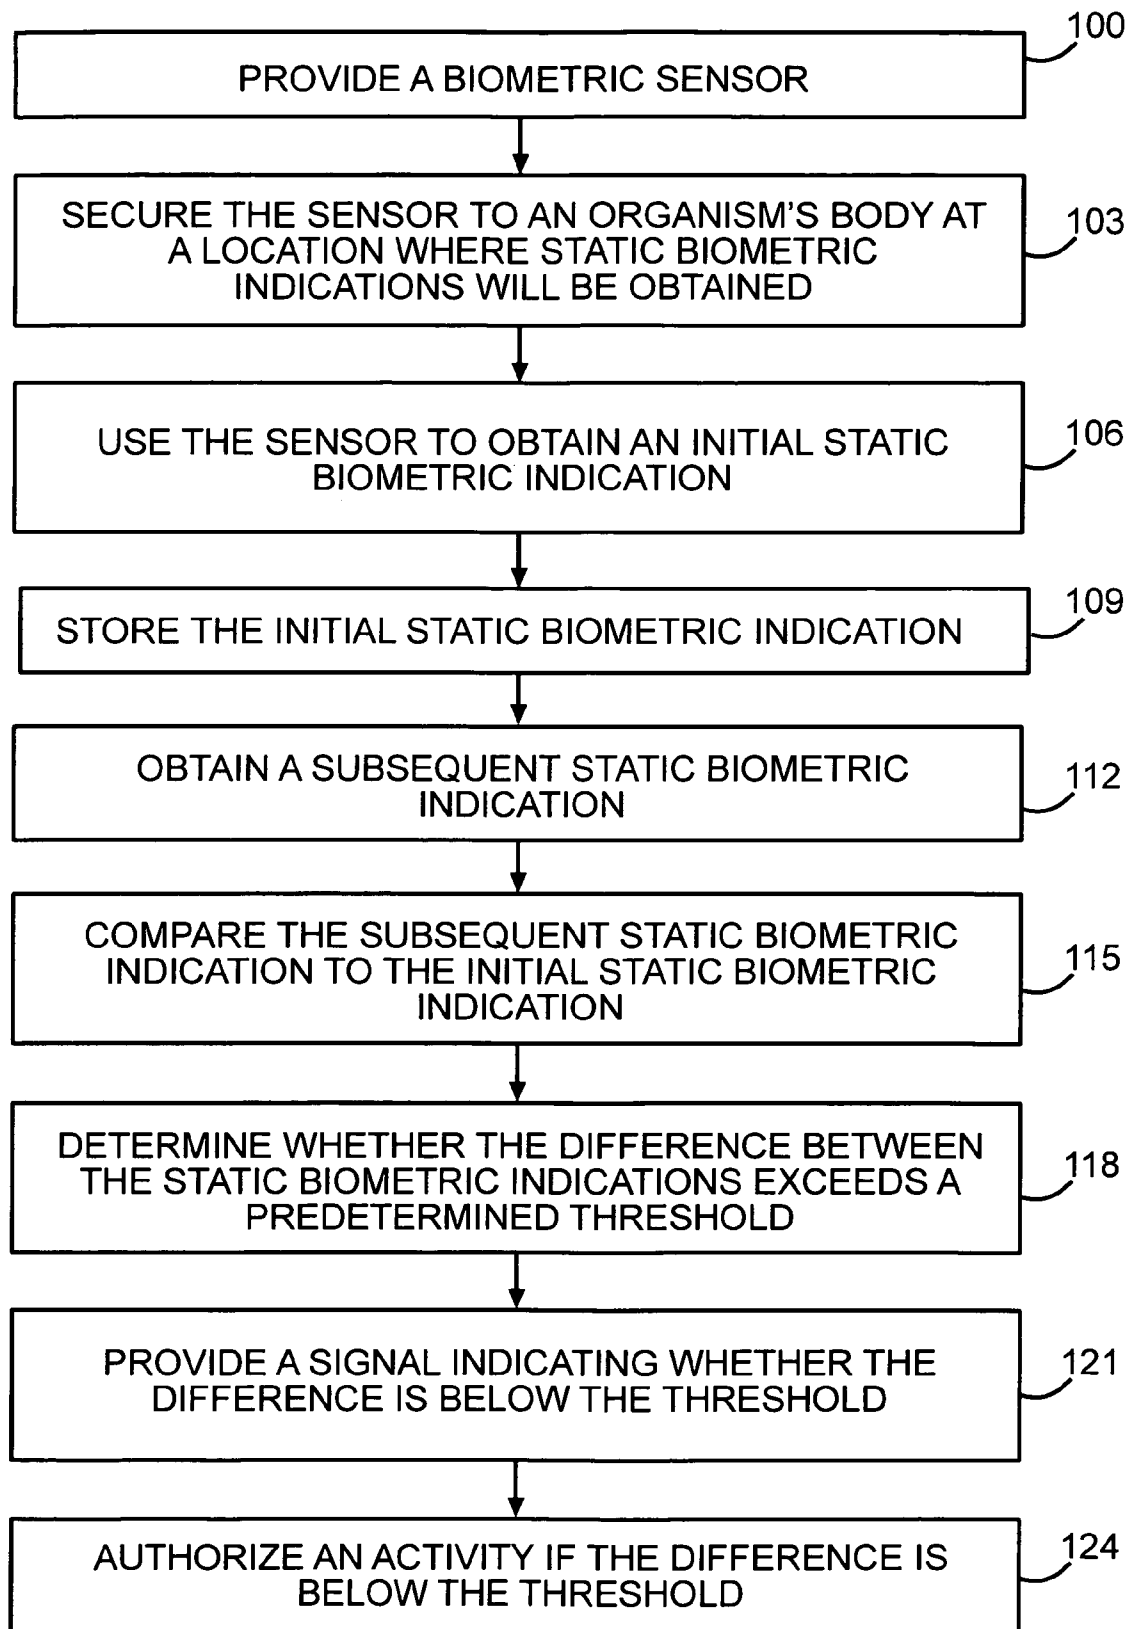 100
PROVIDE A BIOMETRIC SENSOR
SECURE THE SENSOR TO AN ORGANISM'S BODY AT
A LOCATION WHERE STATIC BIOMETRIC
INDICATIONS WILL BE OBTAINED
103
USE THE SENSOR TO OBTAIN AN INITIAL STATIC
BIOMETRIC INDICATION
106
STORE THE INITIAL STATIC BIOMETRIC INDICATION
109
OBTAIN A SUBSEQUENT STATIC BIOMETRIC
INDICATION
112
COMPARE THE SUBSEQUENT STATIC BIOMETRIC
INDICATION TO THE INITIAL STATIC BIOMETRIC
INDICATION
115
DETERMINE WHETHER THE DIFFERENCE BETWEEN
THE STATIC BIOMETRIC INDICATIONS EXCEEDS A
PREDETERMINED THRESHOLD
118
PROVIDE A SIGNAL INDICATING WHETHER THE
DIFFERENCE IS BELOW THE THRESHOLD
121
AUTHORIZE AN ACTIVITY IF THE DIFFERENCE IS
BELOW THE THRESHOLD
124